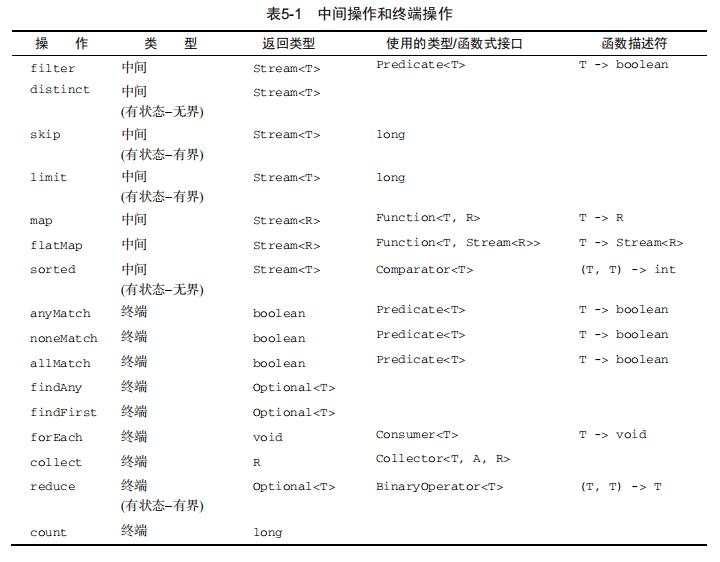 表5-1 中间操作和终端操作
操 作 类 型 返回类型 使用的类型/函数式接口 函数描述符
filter 中间 Stream<T> Predicate<T> T -> boolean
distinct 中间 Stream<T>
(有状态–无界)
skip 中间 Stream<T> long
(有状态–有界)
limit 中间 Stream<T> long
(有状态–有界)
map 中间 Stream<R> Function<T, R> T -> R
flatMap 中间 Stream<R> Function<T, Stream<R>> T -> Stream<R>
sorted 中间 Stream<T> Comparator<T> (T, T) -> int
(有状态–无界)
anyMatch 终端 boolean Predicate<T> T -> boolean
noneMatch 终端 boolean Predicate<T> T -> boolean
allMatch 终端 boolean Predicate<T> T -> boolean
findAny 终端 Optional<T>
findFirst 终端 Optional<T>
forEach 终端 void Consumer<T> T -> void
collect 终端 R Collector<T, A, R>
reduce 终端 Optional<T> BinaryOperator<T> (T, T) -> T
(有状态–有界)
count 终端 long